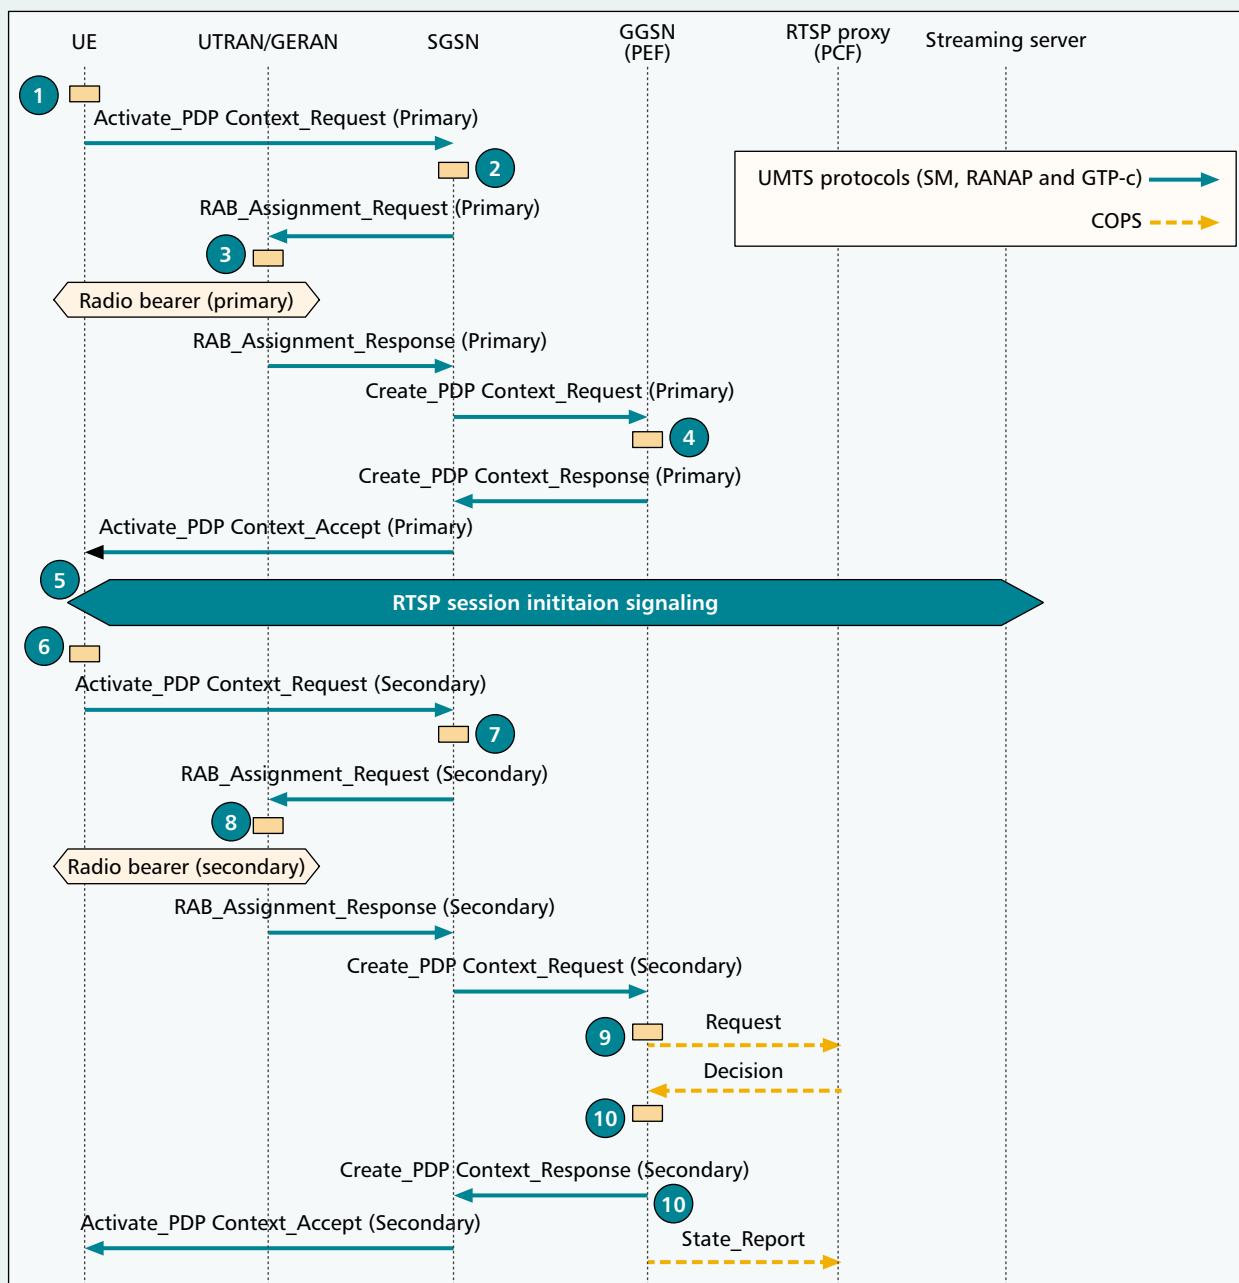 UE
UTRAN/GERAN
SGSN
GGSN
(PEF)
RTSP proxy
(PCF)
Streaming server
1
Activate_PDP Context_Request (Primary)
2
UMTS protocols (SM, RANAP and GTP-c)
COPS
RAB_Assignment_Request (Primary)
3
Radio bearer (primary)
RAB_Assignment_Response (Primary)
Create_PDP Context_Request (Primary)
4
Create_PDP Context_Response (Primary)
Activate_PDP Context_Accept (Primary)
5
RTSP session inititaion signaling
6
Activate_PDP Context_Request (Secondary)
7
RAB_Assignment_Request (Secondary)
8
Radio bearer (secondary)
RAB_Assignment_Response (Secondary)
Create_PDP Context_Request (Secondary)
9
Request
Decision
10
Create_PDP Context_Response (Secondary)
10
Activate_PDP Context_Accept (Secondary)
State_Report